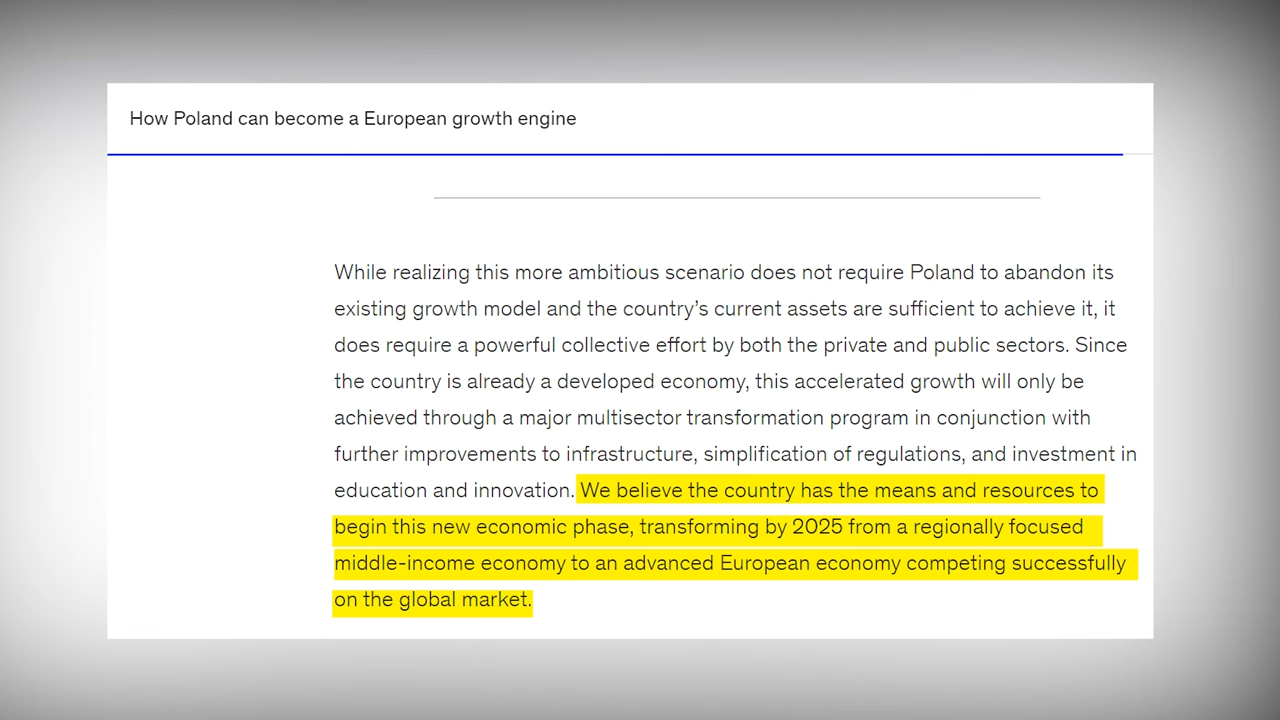 How Poland can become a European growth engine
While realizing this more ambitious scenario does not require Poland to abandon its
existing growth model and the country’s current assets are sufficient to achieve it, it
does require a powerful collective effort by both the private and public sectors. Since
the country is already a developed economy, this accelerated growth will only be
achieved through a major multisector transformation program in conjunction with
further improvements to infrastructure, simplification of regulations, and investment in
education and innovation. We believe the country has the means and resources to
begin this new economic phase, transforming by 2025 from a regionally focused
middle-income economy to an advanced European economy competing successfully
on the global market.